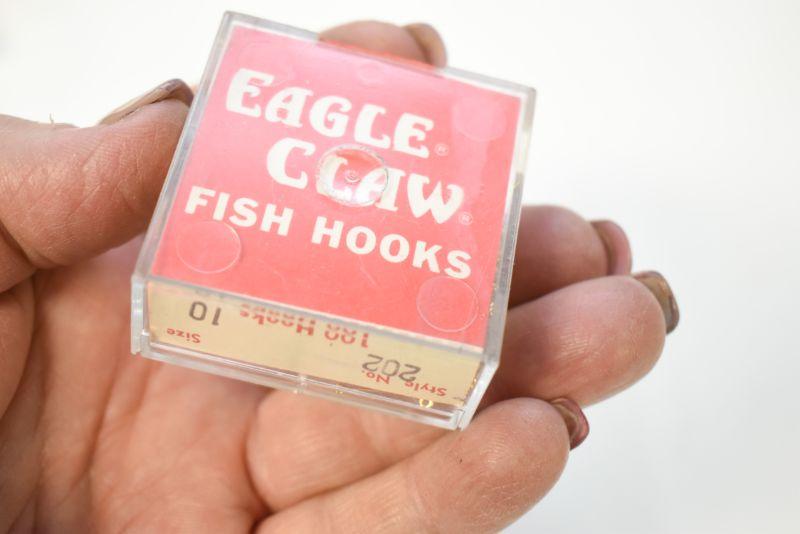 EAGLE®
CLAW®
FISH HOOKS
Style No. 202
100 Hooks
Size 10